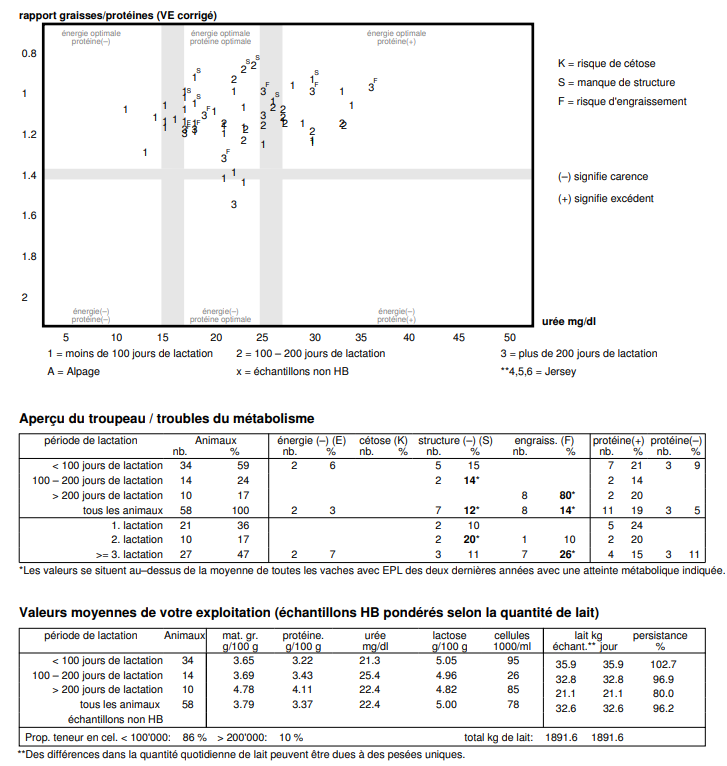 rapport graisses/protéines (VE corrigé)
énergie optimale énergie optimale énergie optimale
protéine(–) protéine optimale protéine(+)
0.8
1
1.2
1.4
1.6
1.8
2
K = risque de cétose
S = manque de structure
F = risque d'engraissement
(–) signifie carence
(+) signifie excédent
énergie(–) énergie(–) énergie(–)
protéine(–) protéine optimale protéine(+)
urée mg/dl
5 10 15 20 25 30 35 40 45 50
1 = moins de 100 jours de lactation 2 = 100 – 200 jours de lactation 3 = plus de 200 jours de lactation
A = Alpage x = échantillons non HB **4,5,6 = Jersey
Aperçu du troupeau / troubles du métabolisme
période de lactation Animaux énergie (–) (E) cétose (K) structure (–) (S) engraiss. (F) protéine(+) protéine(–)
nb. % nb. % nb. % nb. % nb. % nb. % nb. %
< 100 jours de lactation 34 59 2 6 5 15 7 21 3 9
100 – 200 jours de lactation 14 24 2 14* 2 14
> 200 jours de lactation 10 17 8 80* 2 20
tous les animaux 58 100 2 3 7 12* 8 14* 11 19 3 5
1. lactation 21 36 2 10 5 24
2. lactation 10 17 2 20* 1 10 2 20
>= 3. lactation 27 47 2 7 3 11 7 26* 4 15 3 11
*Les valeurs se situent au–dessus de la moyenne de toutes les vaches avec EPL des deux dernières années avec une atteinte métabolique indiquée.
Valeurs moyennes de votre exploitation (échantillons HB pondérés selon la quantité de lait)
période de lactation Animaux mat. gr. protéine. urée lactose cellules lait kg persistance
g/100 g g/100 g mg/dl g/100 g 1000/ml échant.** jour %
< 100 jours de lactation 34 3.65 3.22 21.3 5.05 95 35.9 35.9 102.7
100 – 200 jours de lactation 14 3.69 3.43 25.4 4.96 26 32.8 32.8 96.9
> 200 jours de lactation 10 4.78 4.11 22.4 4.82 85 21.1 21.1 80.0
tous les animaux 58 3.79 3.37 22.4 5.00 78 32.6 32.6 96.2
échantillons non HB
Prop. teneur en cel. < 100'000: 86 % > 200'000: 10 % total kg de lait: 1891.6 1891.6
**Des différences dans la quantité quotidienne de lait peuvent être dues à des pesées uniques.